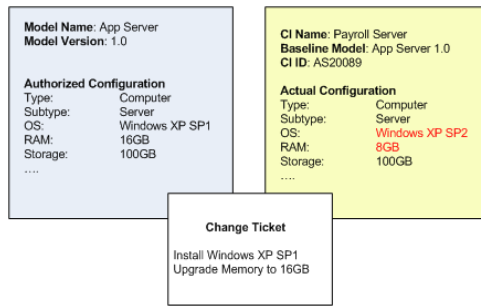 Model Name: App Server
Model Version: 1.0
Authorized Configuration
Type: Computer
Subtype: Server
OS: Windows XP SP1
RAM: 16GB
Storage: 100GB
....
CI Name: Payroll Server
Baseline Model: App Server 1.0
CI ID: AS20089
Actual Configuration
Type: Computer
Subtype: Server
OS: Windows XP SP2
RAM: 8GB
Storage: 100GB
....
Change Ticket
Install Windows XP SP1
Upgrade Memory to 16GB